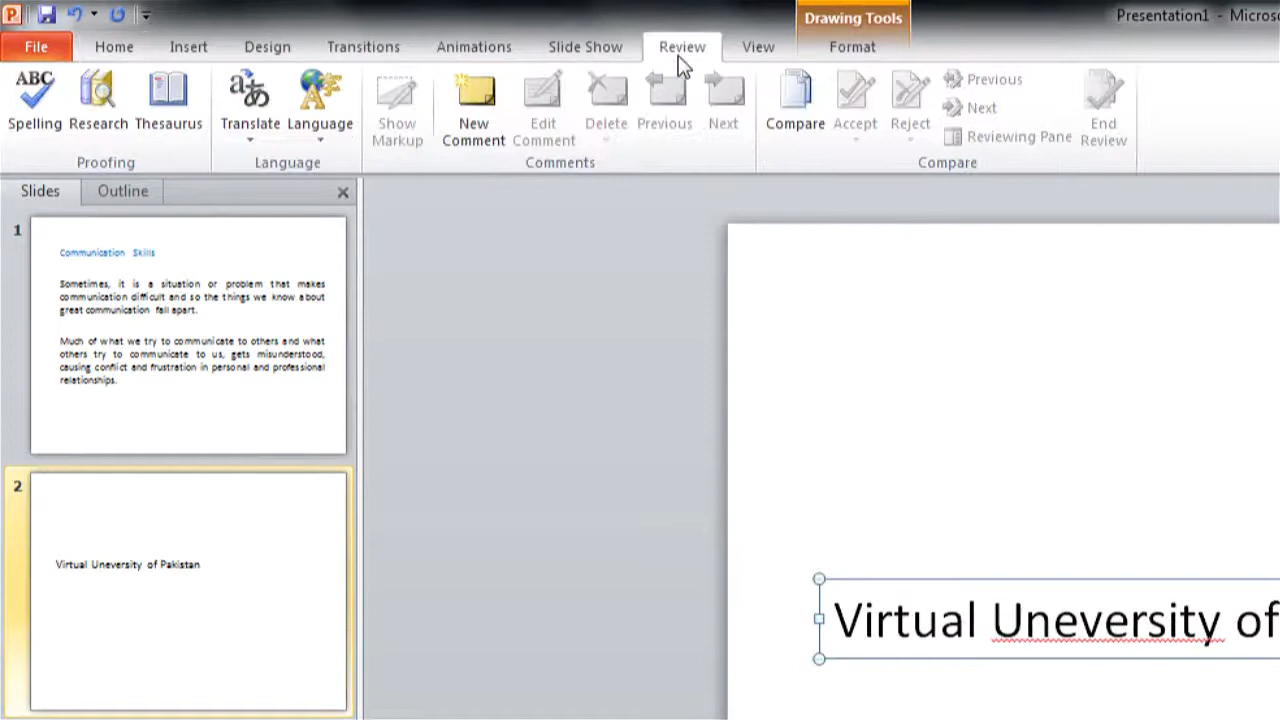 Drawing Tools
Presentation1 - Microso
File Home Insert Design Transitions Animations Slide Show Review View Format
Spelling Research Thesaurus Translate Language Show Markup New Comment Edit Comment Delete Previous Next Compare Accept Reject Previous Next Reviewing Pane End Review
Proofing Language Comments Compare
Slides Outline
1
Communication Skills
Sometimes, it is a situation or problem that makes
communication difficult and so the things we know about
great communication fall apart.
Much of what we try to communicate to others and what
others try to communicate to us, gets misunderstood,
causing conflict and frustration in personal and professional
relationships.
2
Virtual Uneversity of Pakistan
Virtual Uneversity of